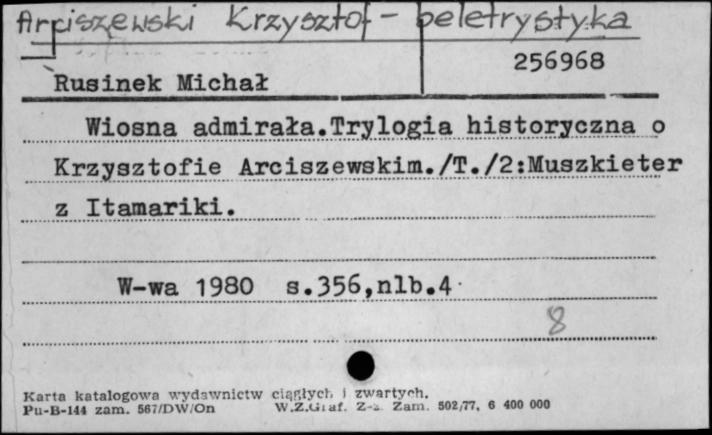 Arciszewski Krzysztof - beletrystyka
256968
Rusinek Michał
Wiosna admirała.Trylogia historyczna o
Krzysztofie Arciszewskim./T./2:Muszkieter
z Itamariki.
W-wa 1980 s.356,nlb.4
8
Karta katalogowa wydawnictw ciągłych i zwartych.
Pu-B-144 zam. 567/DW/On W.Z.Graf. Z-a Zam. 502/77, 6 400 000